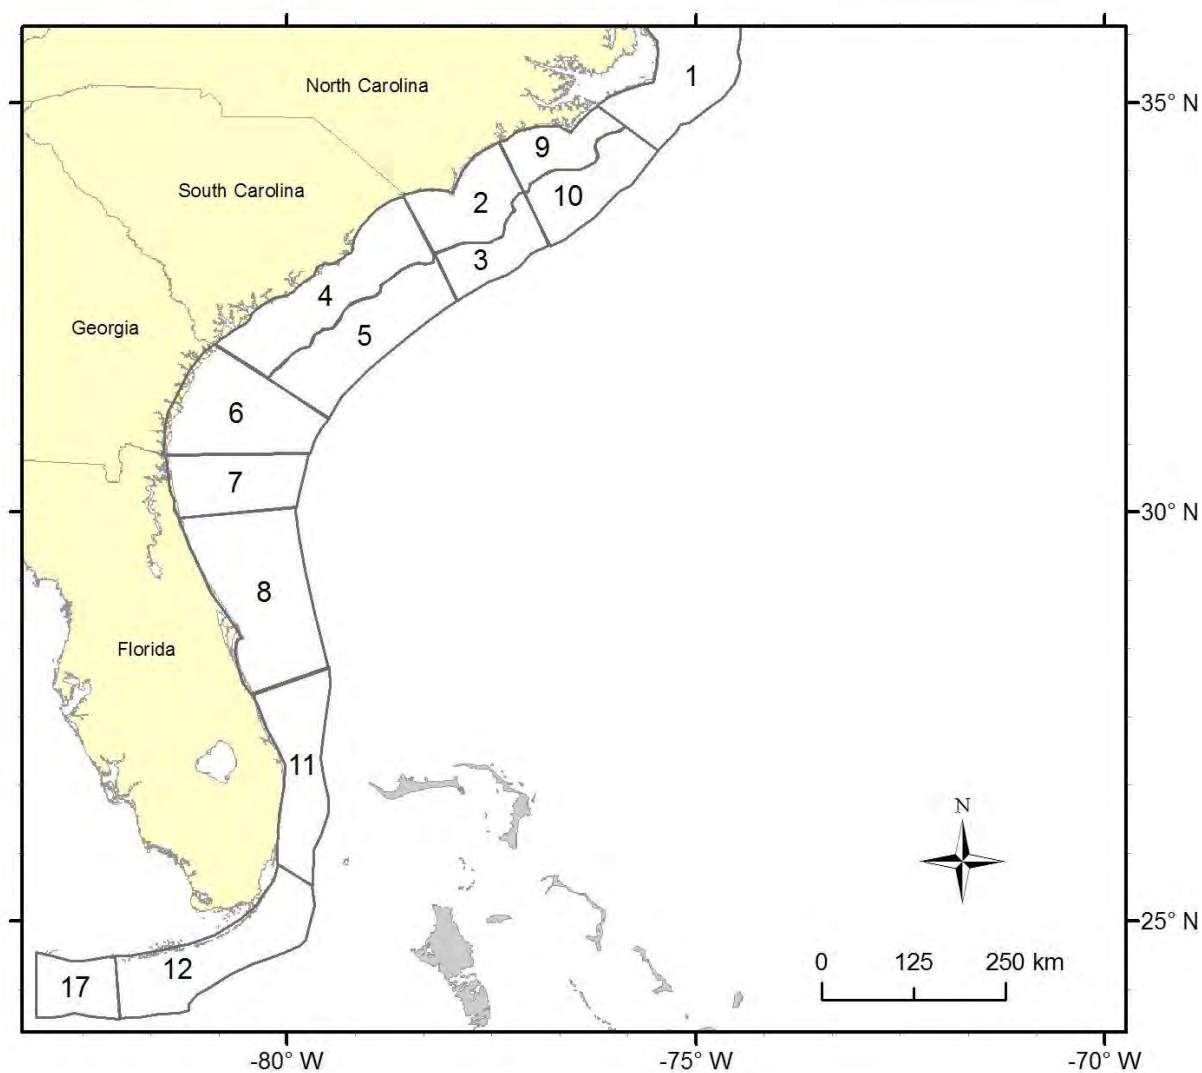 1
35° N
North Carolina
9
South Carolina
10
2
3
4
Georgia
5
6
7
30° N
8
Florida
11
N
25° N
12
0 125 250 km
17
-80° W
-75° W
-70° W